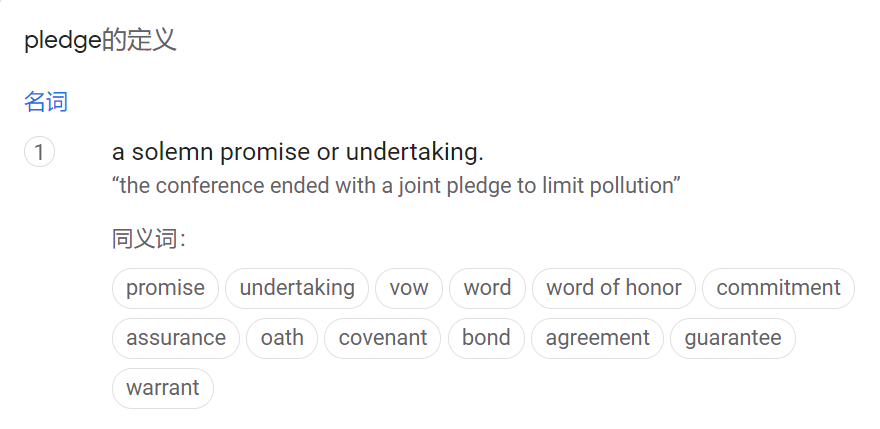 pledge的定义
名词
1 a solemn promise or undertaking.
“the conference ended with a joint pledge to limit pollution”
同义词：
promise undertaking vow word word of honor commitment
assurance oath covenant bond agreement guarantee
warrant